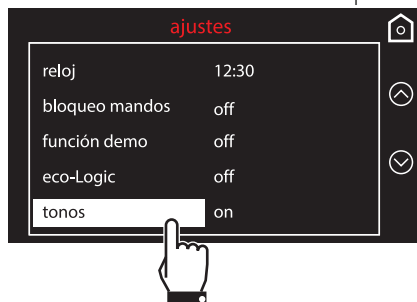 ajustes
reloj 12:30
bloqueo mandos off
función demo off
eco-Logic off
tonos on